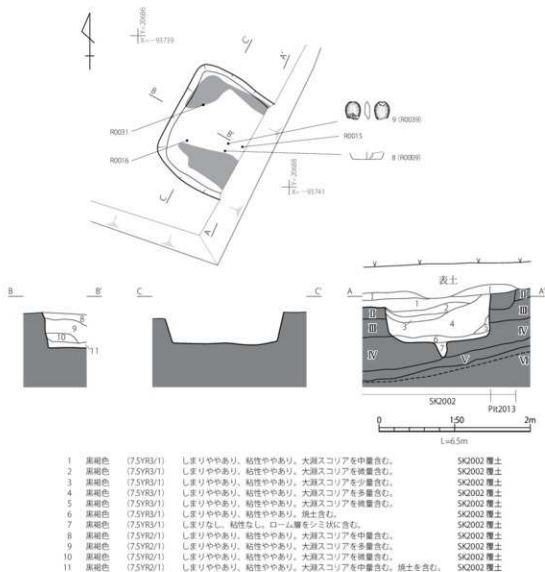 Y=-20686
X=-93739
C
A'
B
R0031
R0016
B'
9 (R0039)
R0015
8 (R0009)
Y=-20688
X=-93741
C'
A
B B'
8
9
10
11
C C'
A A'
表土
1
2
3
4
5
6
7
II
III
IV
V
VI
II
III
SK2002
Pit2013
0 1:50 2m
L=6.5m
1 黒褐色 (7.5YR3/1) しまりややあり、粘性ややあり。大淵スコリアを中量含む。 SK2002 覆土
2 黒褐色 (7.5YR3/1) しまりややあり、粘性ややあり。大淵スコリアを微量含む。 SK2002 覆土
3 黒褐色 (7.5YR3/1) しまりややあり、粘性ややあり。大淵スコリアを少量含む。 SK2002 覆土
4 黒褐色 (7.5YR3/1) しまりややあり、粘性ややあり。大淵スコリアを多量含む。 SK2002 覆土
5 黒褐色 (7.5YR3/1) しまりややあり、粘性ややあり。大淵スコリアを微量含む。 SK2002 覆土
6 黒褐色 (7.5YR3/1) しまりややあり、粘性ややあり。焼土含む。 SK2002 覆土
7 黒褐色 (7.5YR3/1) しまりなし、粘性なし。ローム層をシミ状に含む。 SK2002 覆土
8 黒褐色 (7.5YR2/1) しまりややあり、粘性ややあり。大淵スコリアを中量含む。 SK2002 覆土
9 黒褐色 (7.5YR2/1) しまりややあり、粘性ややあり。大淵スコリアを多量含む。 SK2002 覆土
10 黒褐色 (7.5YR2/1) しまりややあり、粘性ややあり。大淵スコリアを微量含む。 SK2002 覆土
11 黒褐色 (7.5YR2/1) しまりややあり、粘性ややあり。大淵スコリアを中量含む。焼土を含む。 SK2002 覆土